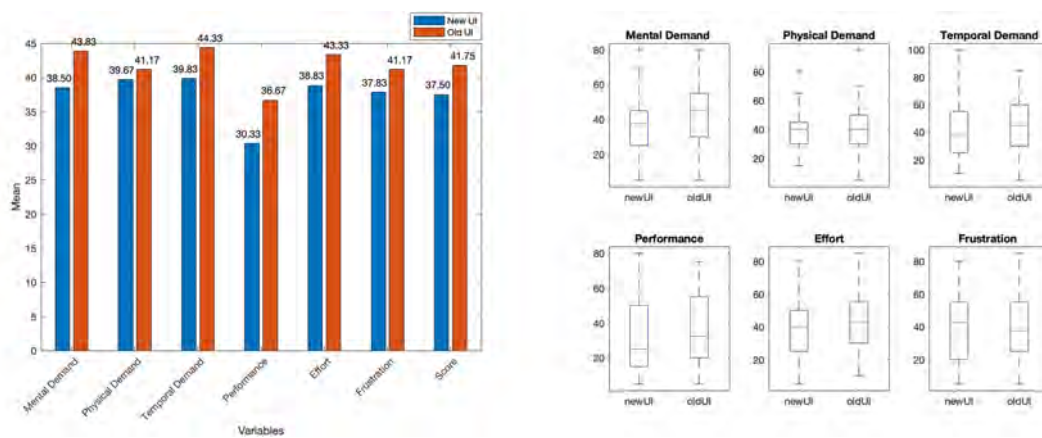 New UI
Old UI
45
40
35
30
25
20
15
10
5
0
Mean
38.50
43.83
39.67
41.17
39.83
44.33
30.33
36.67
38.83
43.33
37.83
41.17
37.50
41.75
Mental Demand
Physical Demand
Temporal Demand
Performance
Effort
Frustration
Score
Variables
Mental Demand
80
60
40
20
newUI
oldUI
Physical Demand
80
60
40
20
newUI
oldUI
Temporal Demand
100
80
60
40
20
newUI
oldUI
Performance
80
60
40
20
newUI
oldUI
Effort
80
60
40
20
newUI
oldUI
Frustration
80
60
40
20
newUI
oldUI